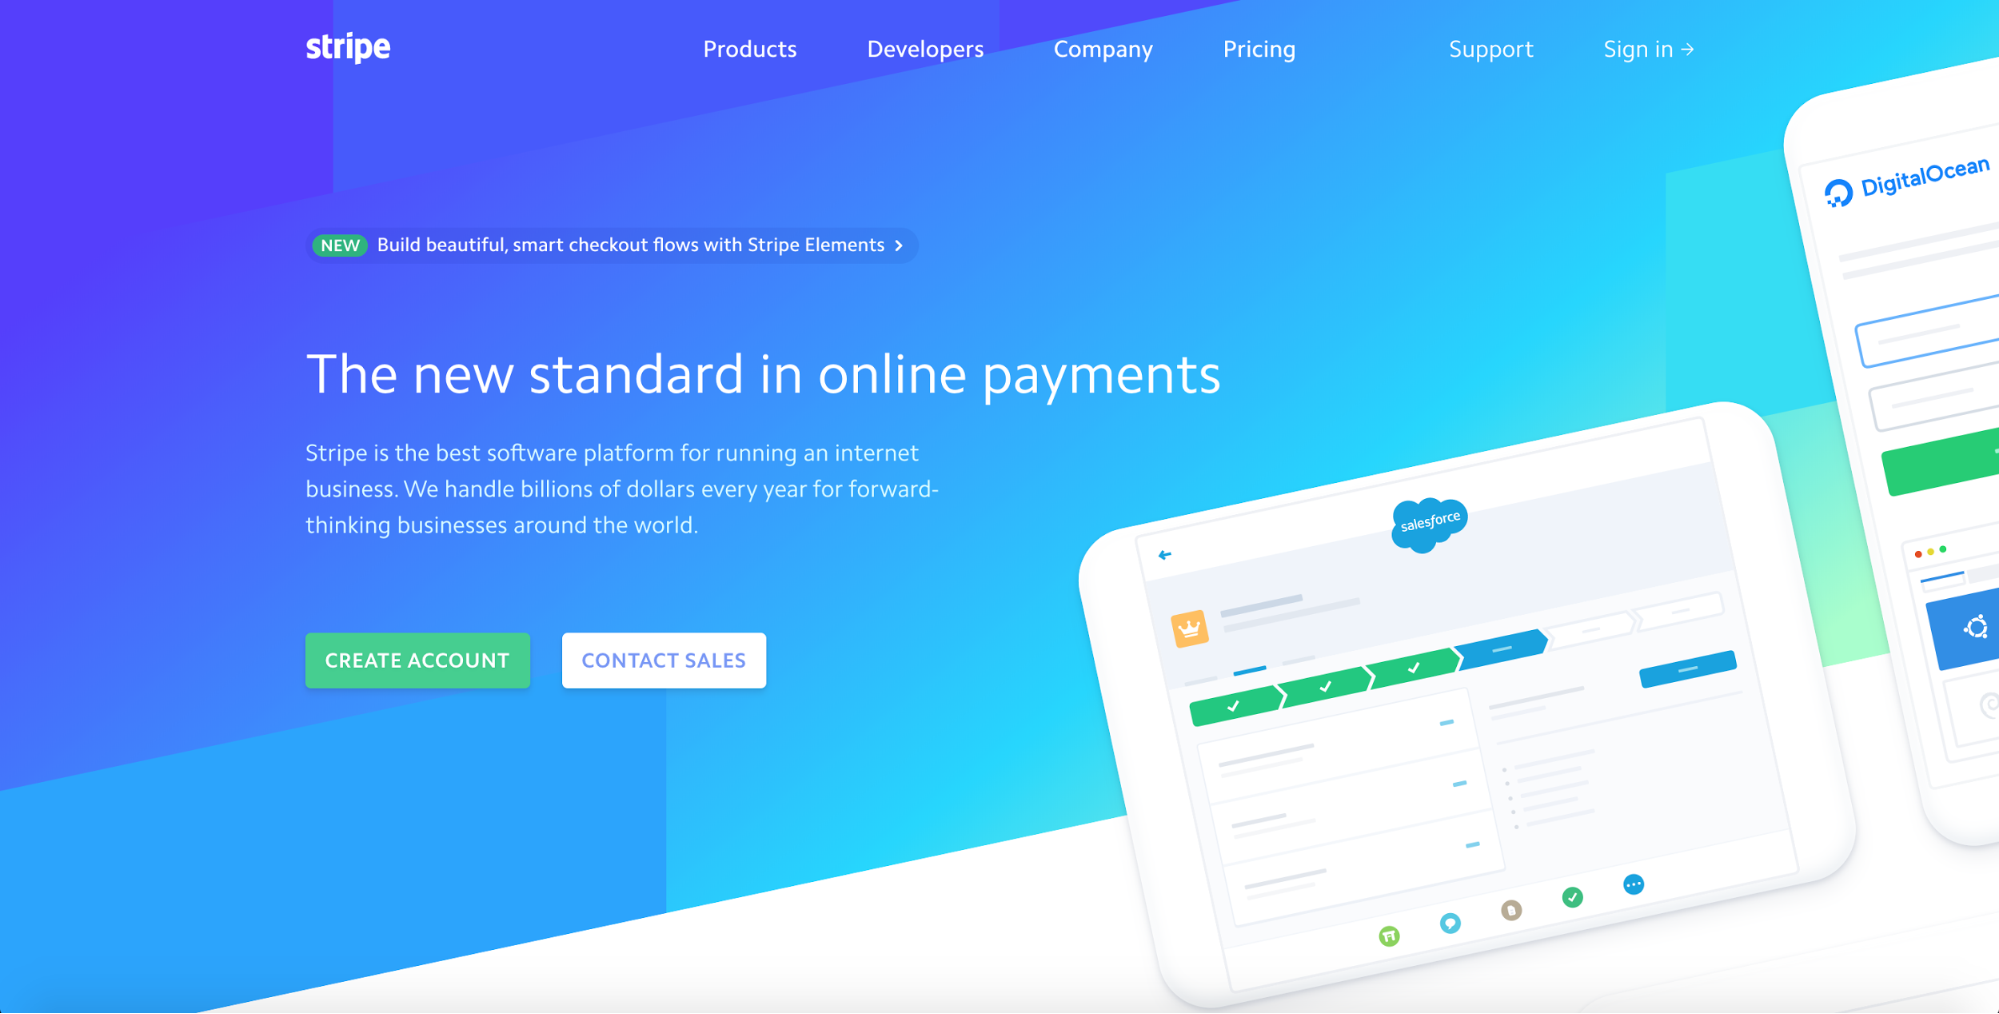 stripe
Products Developers Company Pricing Support Sign in →
NEW Build beautiful, smart checkout flows with Stripe Elements >
The new standard in online payments
Stripe is the best software platform for running an internet
business. We handle billions of dollars every year for forward-
thinking businesses around the world.
CREATE ACCOUNT CONTACT SALES
DigitalOcean
salesforce